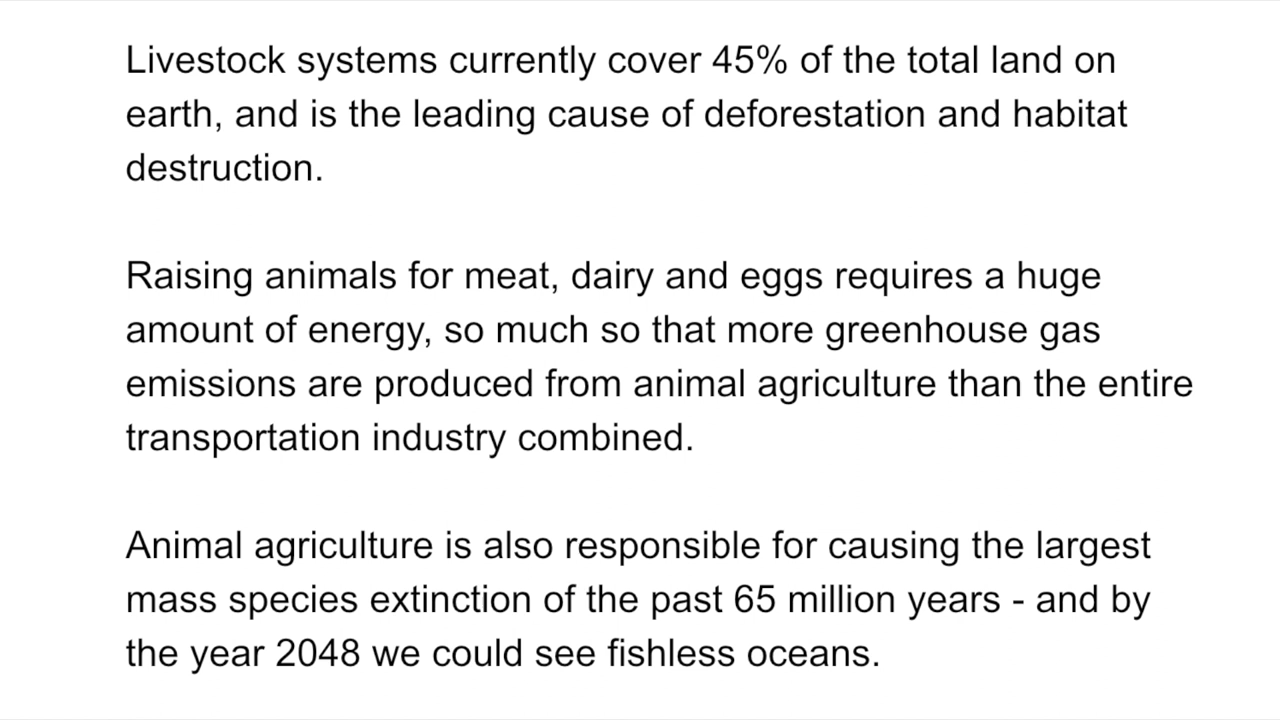 Livestock systems currently cover 45% of the total land on
earth, and is the leading cause of deforestation and habitat
destruction.
Raising animals for meat, dairy and eggs requires a huge
amount of energy, so much so that more greenhouse gas
emissions are produced from animal agriculture than the entire
transportation industry combined.
Animal agriculture is also responsible for causing the largest
mass species extinction of the past 65 million years - and by
the year 2048 we could see fishless oceans.